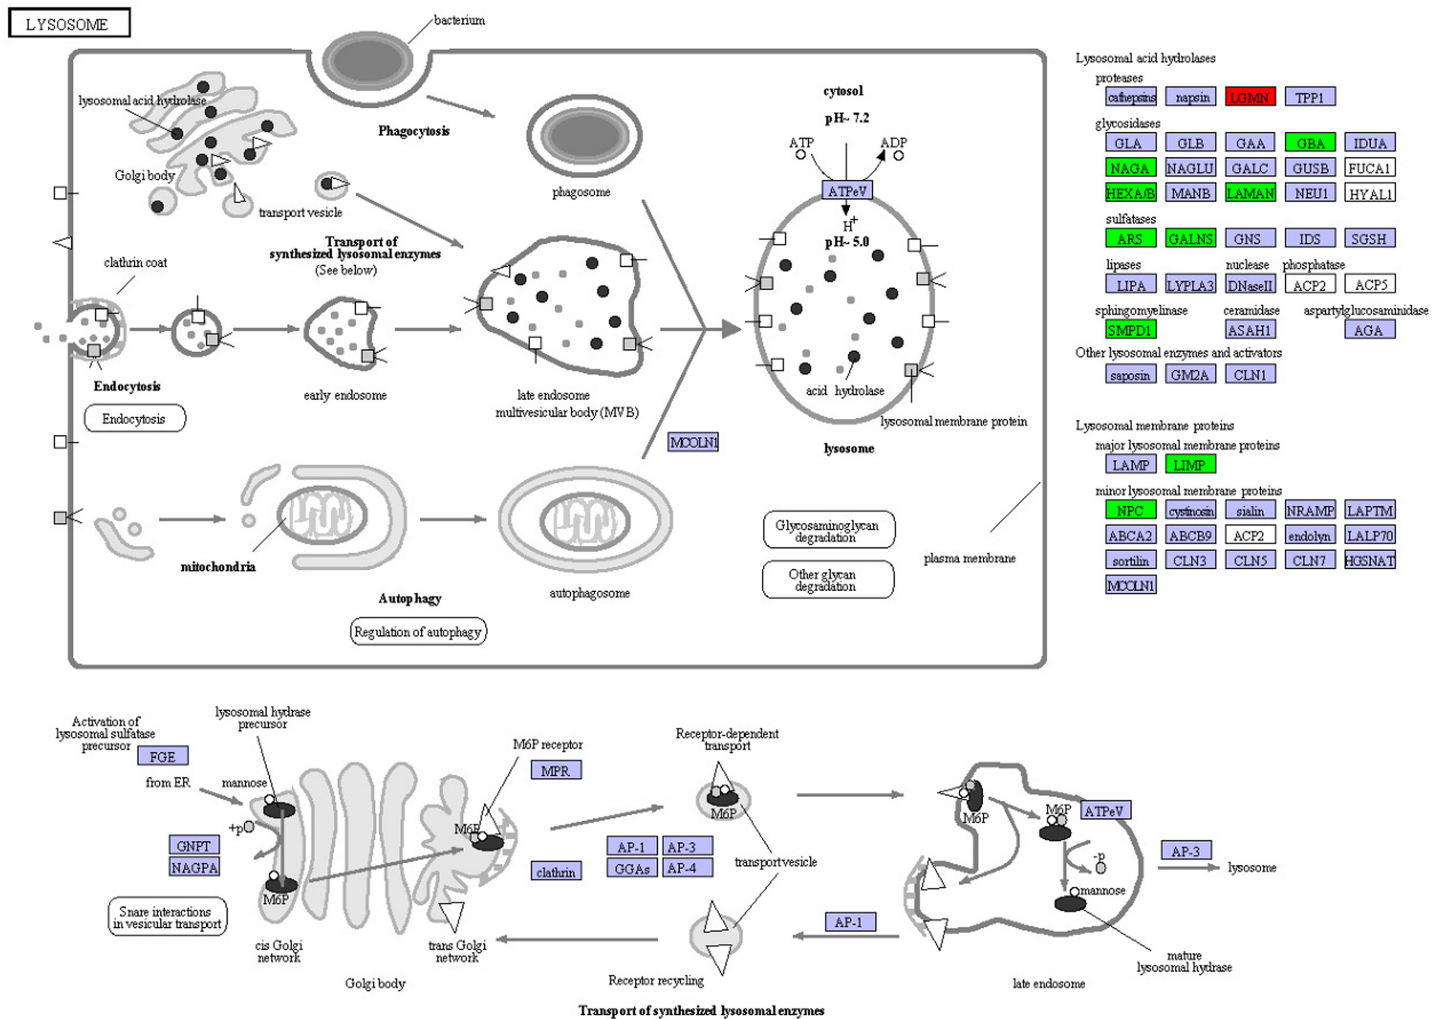 LYSOSOME
bacterium
lysosomal acid hydrolase
Golgi body
transport vesicle
Phagocytosis
phagosome
Transport of
synthesized lysosomal enzymes
(See below)
clathrin coat
Endocytosis
Endocytosis
early endosome
late endosome
multivesicular body (MVB)
cytosol
pH~ 7.2
ATP
ADP
ATPeV
H+
pH~ 5.0
acid hydrolase
lysosomal membrane protein
lysosome
MCOLN1
mitochondria
Autophagy
Regulation of autophagy
autophagosome
Glycosaminoglycan
degradation
Other glycan
degradation
plasma membrane
Lysosomal acid hydrolases
proteases
cathepsins napsin LGMN TPP1
glycosidases
GLA GLB GAA GBA IDUA
NAGA NAGLU GALC GUSB FUCA1
HEXA/B MANB LAMAN NEU1 HYAL1
sulfatases
ARS GALNS GNS IDS SGSH
lipases nuclease phosphatase
LIPA LYPLA3 DNaseII ACP2 ACP5
sphingomyelinase ceramidase aspartylglucosaminidase
SMPD1 ASAH1 AGA
Other lysosomal enzymes and activators
saposin GM2A CLN1
Lysosomal membrane proteins
major lysosomal membrane proteins
LAMP LIMP
minor lysosomal membrane proteins
NPC cystinosin sialin NRAMP LAPTM
ABCA2 ABCB9 ACP2 endolyn LALP70
sortilin CLN3 CLN5 CLN7 HGSNAT
MCOLN1
Activation of
lysosomal sulfatase
precursor
FGE
from ER
lysosomal hydrase
precursor
mannose
+p
GNPT
NAGPA
M6P
Snare interactions
in vesicular transport
cis Golgi
network
Golgi body
trans Golgi
network
M6P receptor
MPR
M6P
clathrin
AP-1 AP-3
GGAs AP-4
Receptor-dependent
transport
M6P
transport vesicle
Receptor recycling
AP-1
M6P
M6P
ATPeV
-p
mannose
AP-3
lysosome
mature
lysosomal hydrase
late endosome
Transport of synthesized lysosomal enzymes